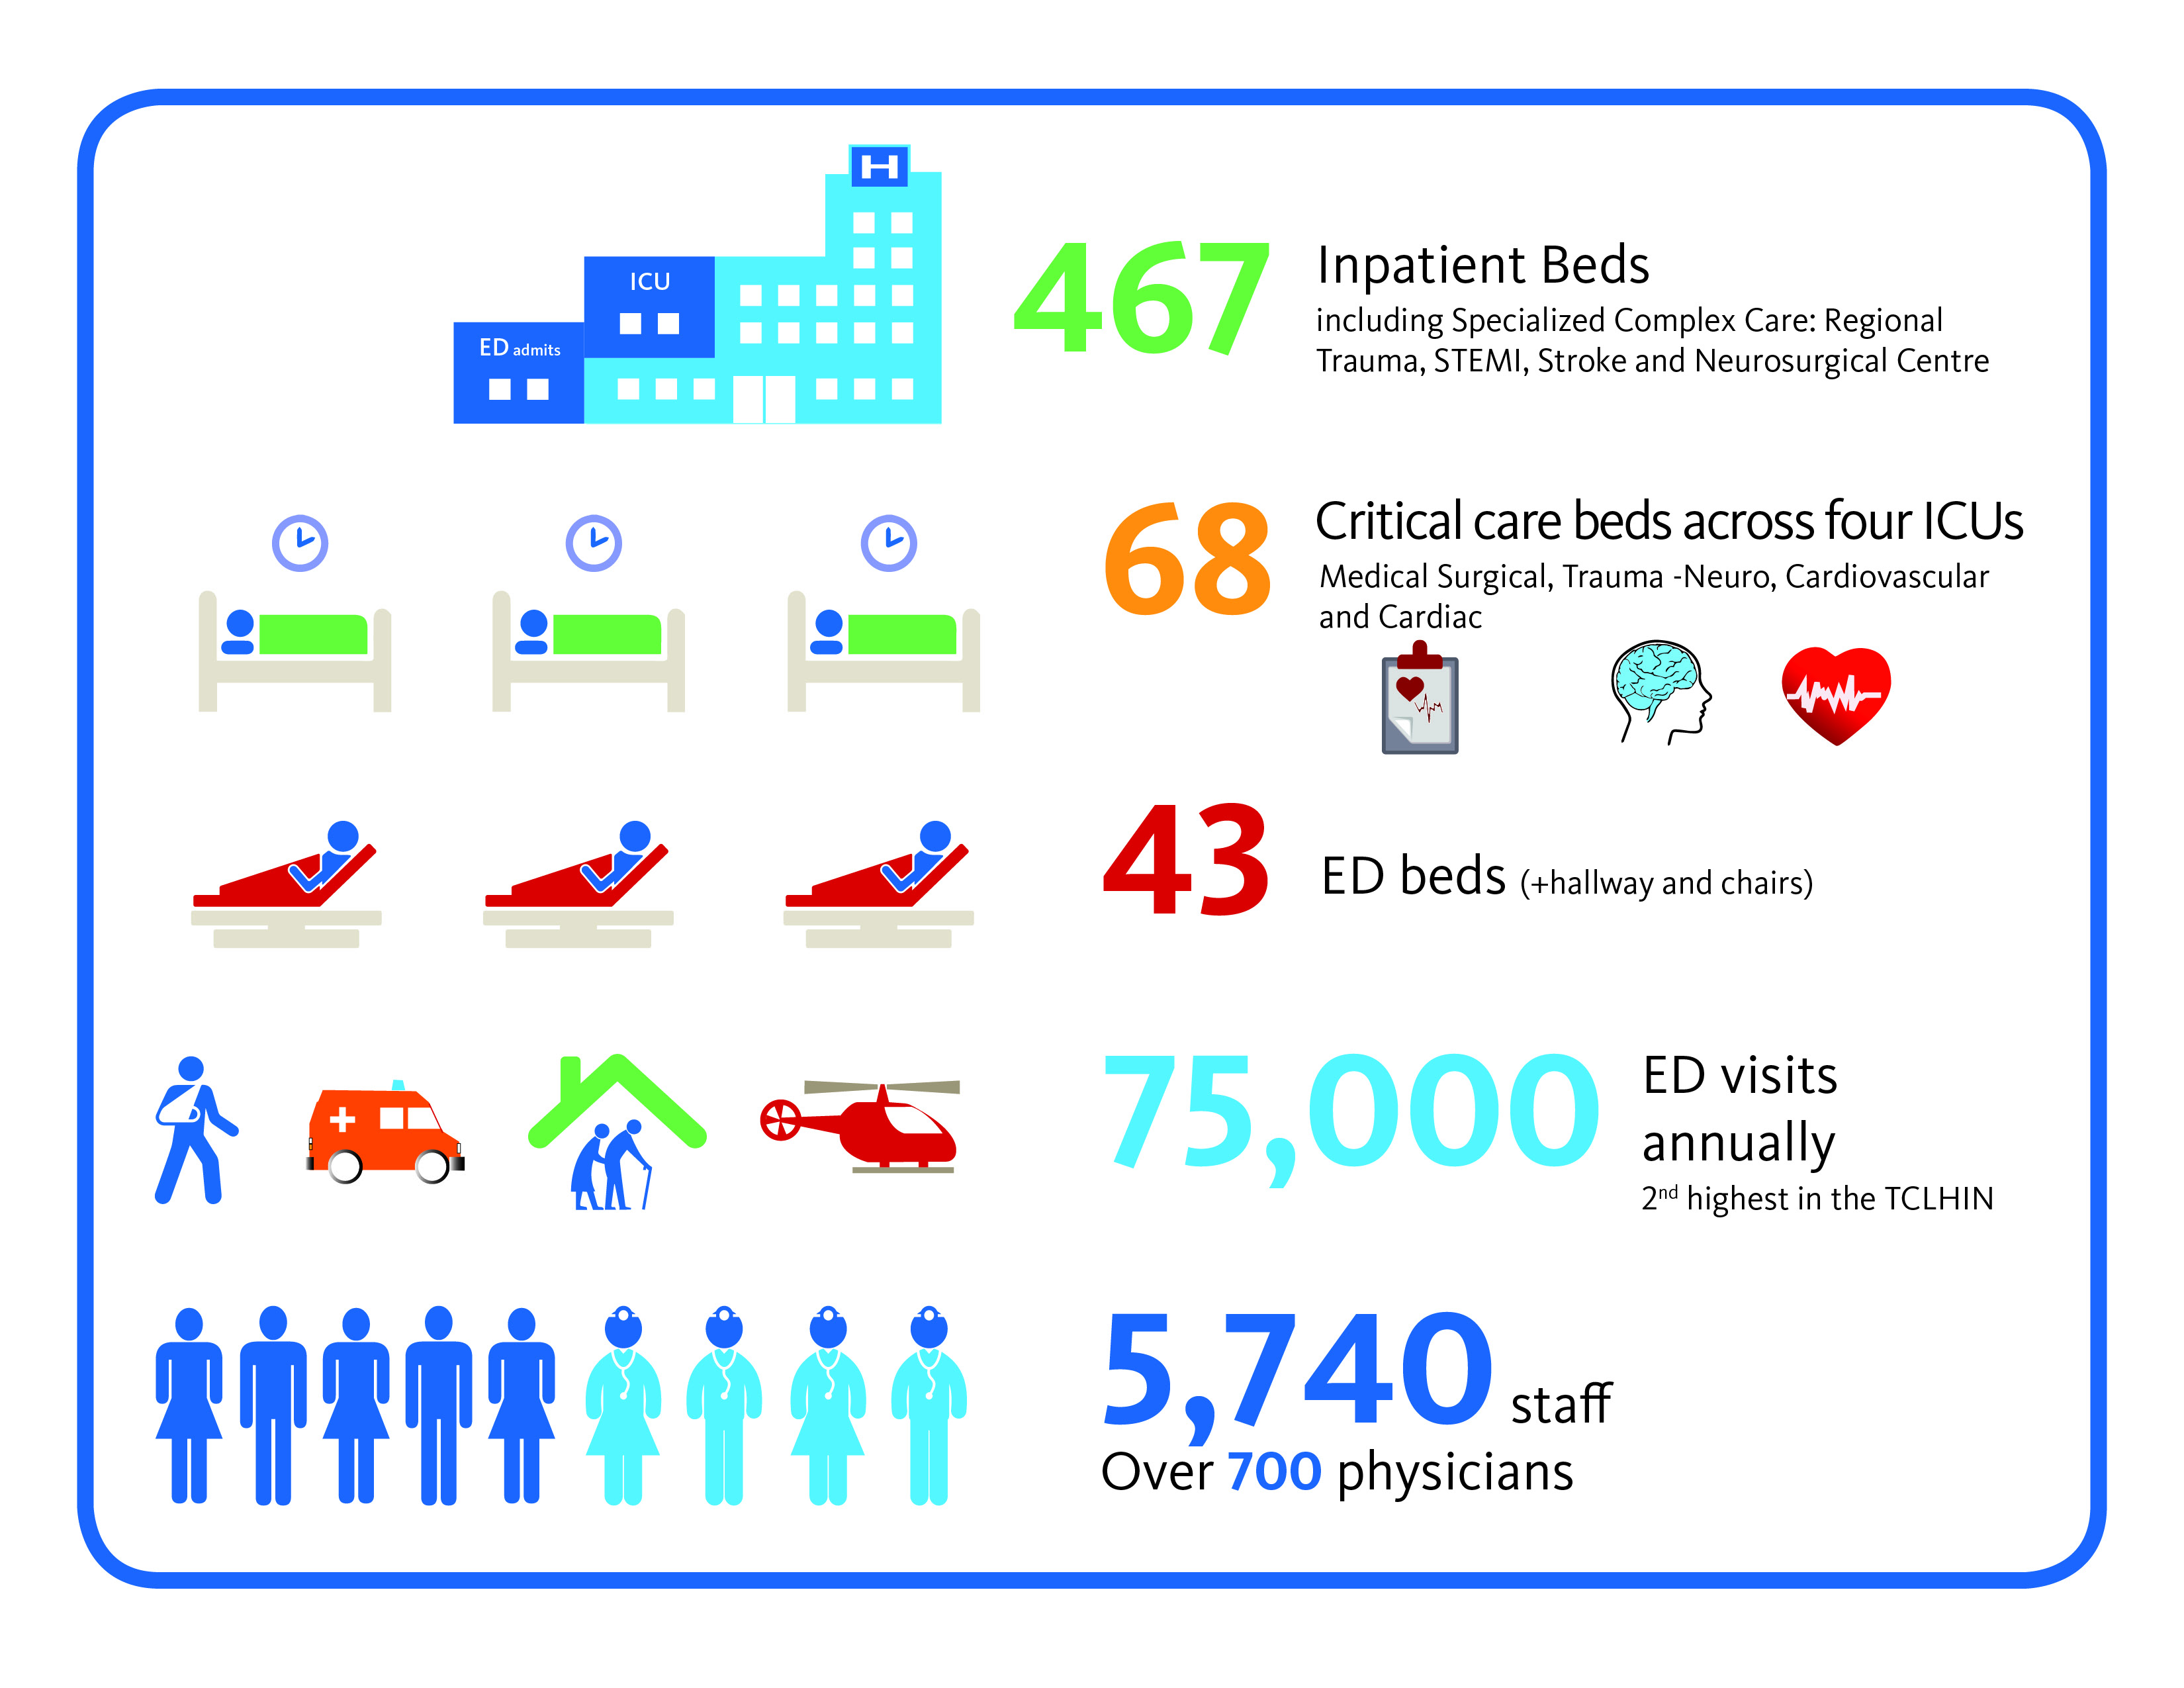 H
ICU
ED admits
467 Inpatient Beds
including Specialized Complex Care: Regional
Trauma, STEMI, Stroke and Neurosurgical Centre
68 Critical care beds across four ICUs
Medical Surgical, Trauma -Neuro, Cardiovascular
and Cardiac
43 ED beds (+hallway and chairs)
75,000 ED visits
annually
2nd highest in the TCLHIN
5,740 staff
Over 700 physicians